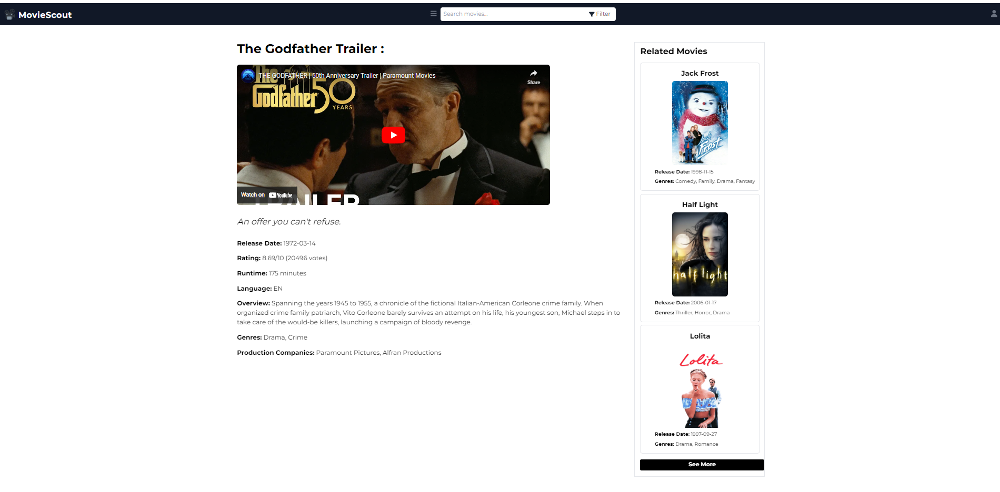 MovieScout
Search movies...
Filter
The Godfather Trailer :
The
Godfather 50
YEARS
THE GODFATHER | 50th Anniversary Trailer | Paramount Movies
Share
Watch on YouTube
TRAILER
An offer you can't refuse.
Release Date: 1972-03-14
Rating: 8.69/10 (20496 votes)
Runtime: 175 minutes
Language: EN
Overview: Spanning the years 1945 to 1955, a chronicle of the fictional Italian-American Corleone crime family. When
organized crime family patriarch, Vito Corleone barely survives an attempt on his life, his youngest son, Michael steps in to
take care of the would-be killers, launching a campaign of bloody revenge.
Genres: Drama, Crime
Production Companies: Paramount Pictures, Alfran Productions
Related Movies
Jack Frost
Jack
Frost
Release Date: 1998-11-15
Genres: Comedy, Family, Drama, Fantasy
Half Light
half light
Release Date: 2006-01-17
Genres: Thriller, Horror, Drama
Lolita
Lolita
Release Date: 1997-09-27
Genres: Drama, Romance
See More